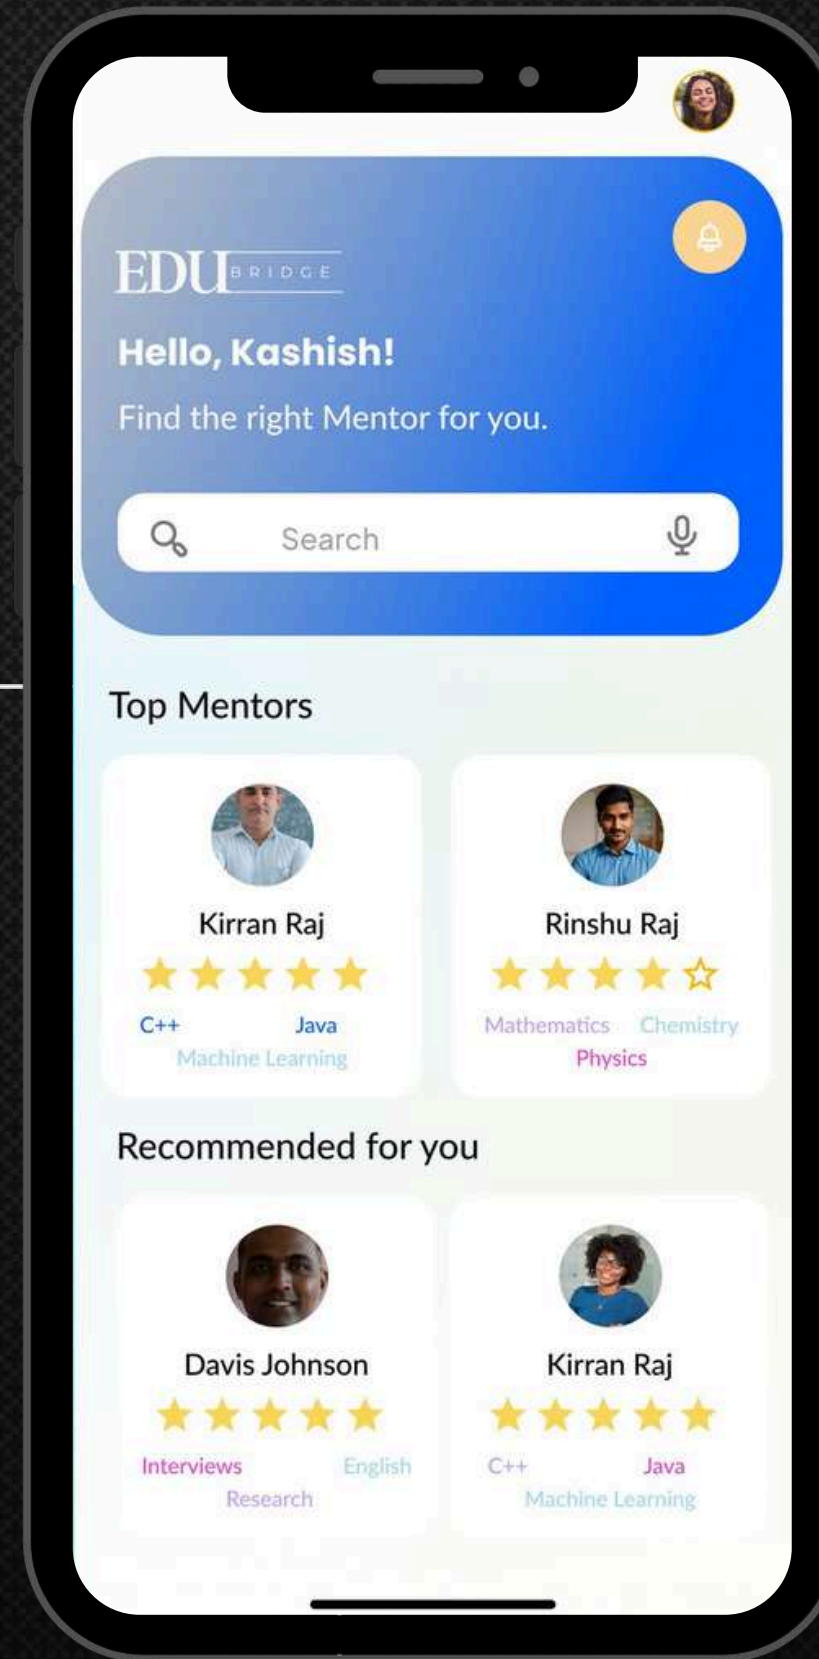 EDU BRIDGE
Hello, Kashish!
Find the right Mentor for you.
Search
Top Mentors
Kirran Raj
Rinshu Raj
C++ Java
Machine Learning
Mathematics Chemistry
Physics
Recommended for you
Davis Johnson
Kirran Raj
Interviews English
Research
C++ Java
Machine Learning